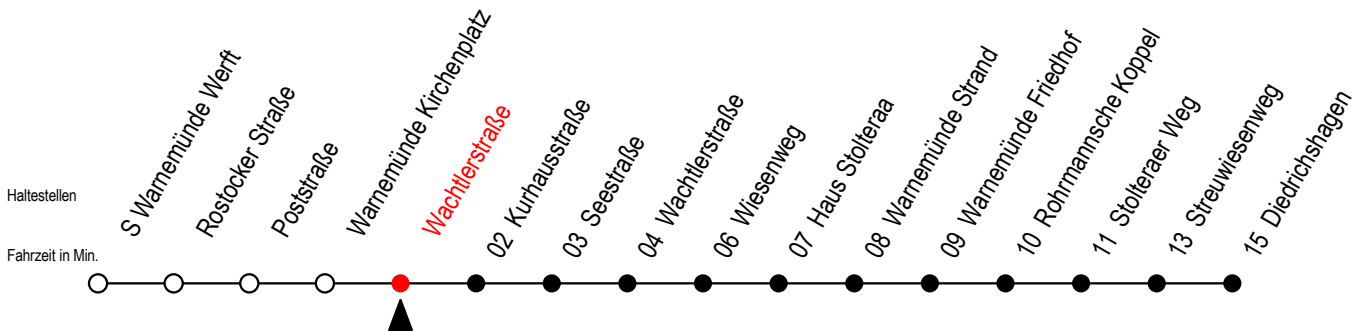 S Warnemünde Werft
Rostocker Straße
Poststraße
Warnemünde Kirchenplatz
Wachtlerstraße
02 Kurhausstraße
03 Seestraße
04 Wachtlerstraße
06 Wiesenweg
07 Haus Stolteraa
08 Warnemünde Strand
09 Warnemünde Friedhof
10 Rohrmannsche Koppel
11 Stolteraer Weg
13 Streuwiesenweg
15 Diedrichshagen
Haltestellen
Fahrzeit in Min.